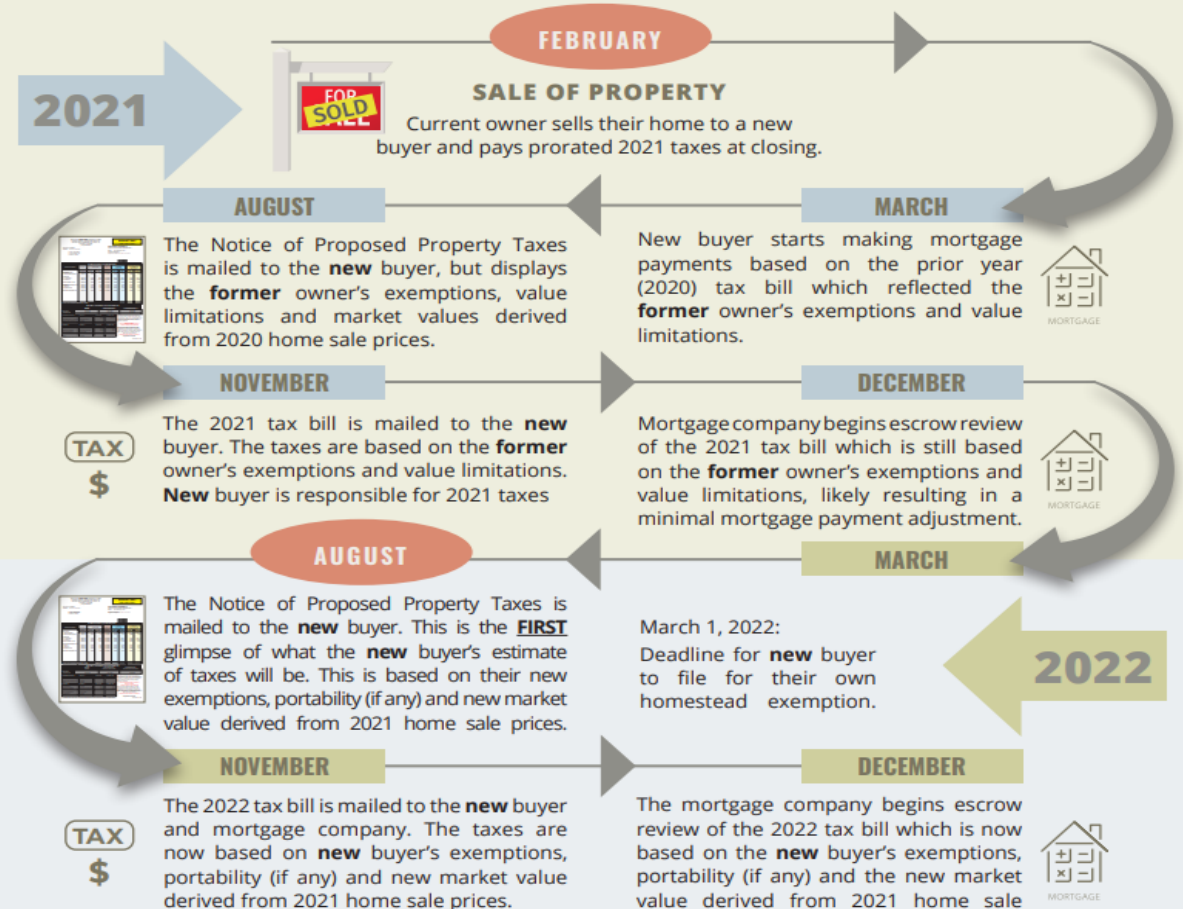 2021
FEBRUARY
FOR
SOLD
SALE OF PROPERTY
Current owner sells their home to a new
buyer and pays prorated 2021 taxes at closing.
MARCH
New buyer starts making mortgage
payments based on the prior year
(2020) tax bill which reflected the
former owner's exemptions and value
limitations.
MORTGAGE
AUGUST
The Notice of Proposed Property Taxes
is mailed to the new buyer, but displays
the former owner's exemptions, value
limitations and market values derived
from 2020 home sale prices.
NOVEMBER
TAX
$
The 2021 tax bill is mailed to the new
buyer. The taxes are based on the former
owner's exemptions and value limitations.
New buyer is responsible for 2021 taxes
DECEMBER
Mortgage company begins escrow review
of the 2021 tax bill which is still based
on the former owner's exemptions and
value limitations, likely resulting in a
minimal mortgage payment adjustment.
MORTGAGE
2022
MARCH
March 1, 2022:
Deadline for new buyer
to file for their own
homestead exemption.
AUGUST
The Notice of Proposed Property Taxes is
mailed to the new buyer. This is the FIRST
glimpse of what the new buyer's estimate
of taxes will be. This is based on their new
exemptions, portability (if any) and new market
value derived from 2021 home sale prices.
NOVEMBER
TAX
$
The 2022 tax bill is mailed to the new buyer
and mortgage company. The taxes are
now based on new buyer's exemptions,
portability (if any) and new market value
derived from 2021 home sale prices.
DECEMBER
The mortgage company begins escrow
review of the 2022 tax bill which is now
based on the new buyer's exemptions,
portability (if any) and the new market
value derived from 2021 home sale
MORTGAGE